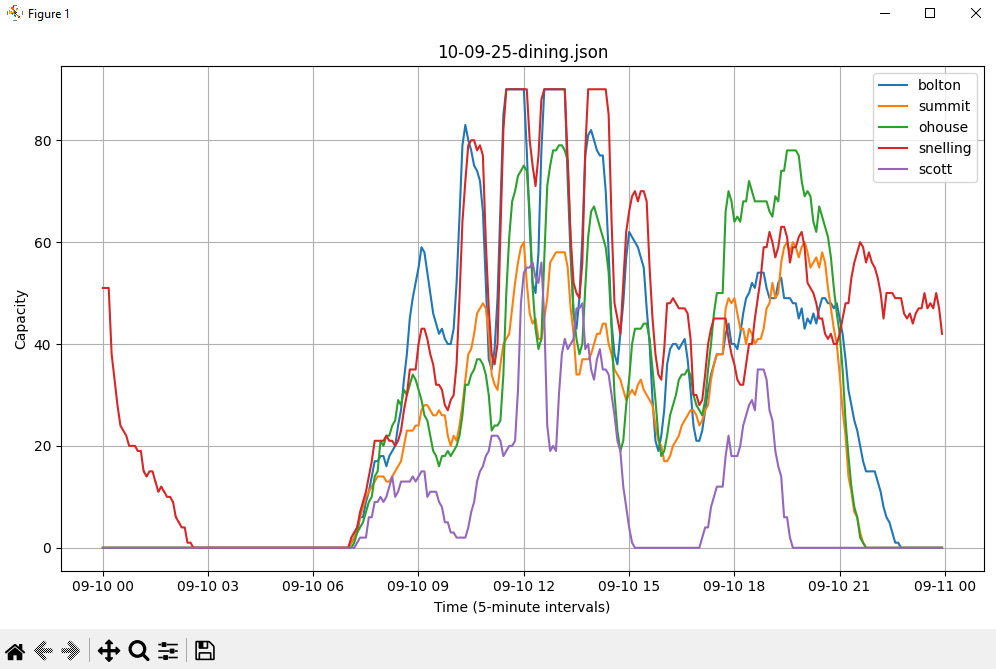 Figure 1
10-09-25-dining.json
bolton
summit
ohouse
snelling
scott
Capacity
80
60
40
20
0
09-10 00 09-10 03 09-10 06 09-10 09 09-10 12 09-10 15 09-10 18 09-10 21 09-11 00
Time (5-minute intervals)